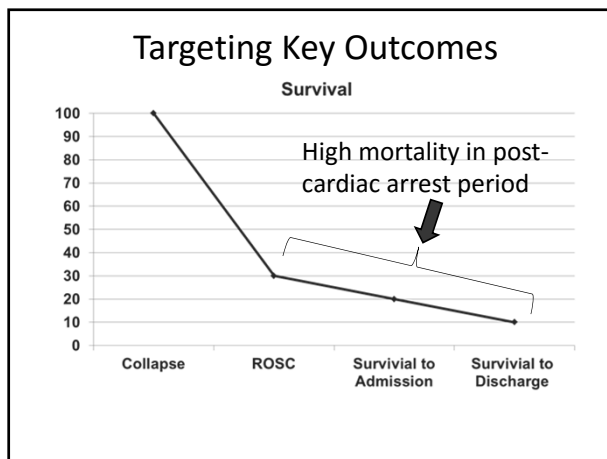 Targeting Key Outcomes
Survival
100
90
80
70
60
50
40
30
20
10
0
High mortality in post-
cardiac arrest period
Collapse
ROSC
Survivial to
Admission
Survivial to
Discharge